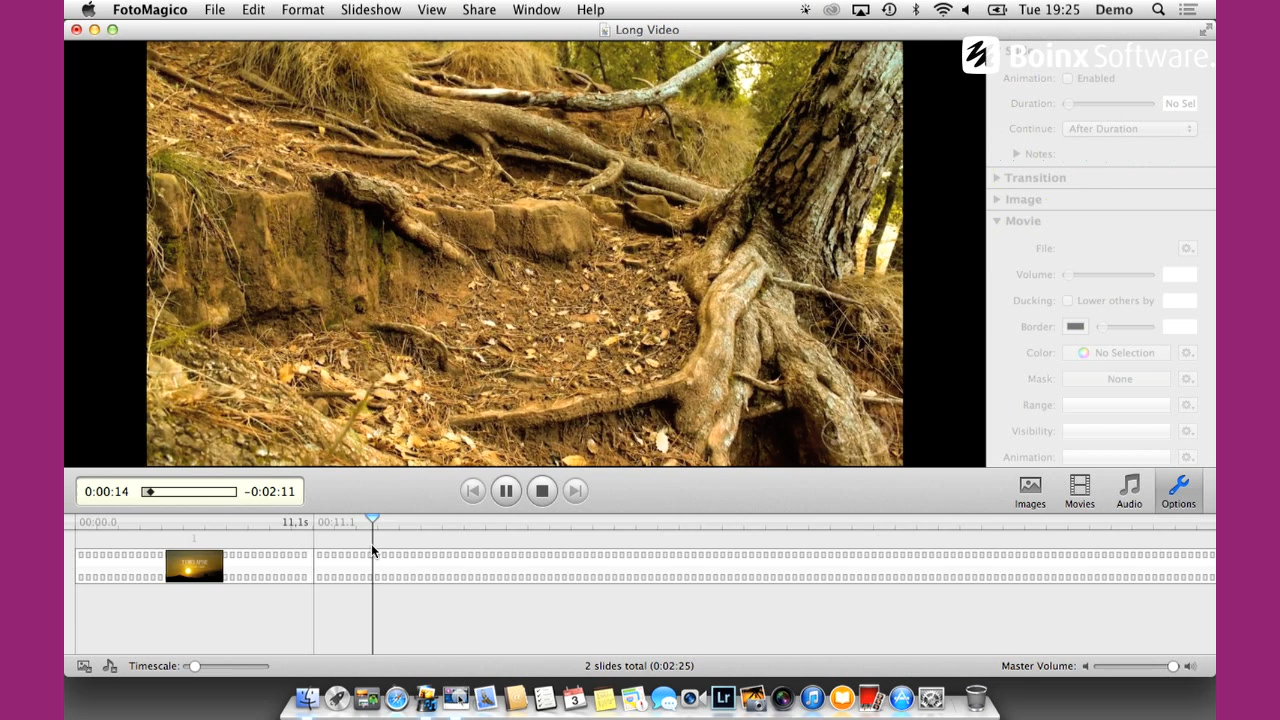 FotoMagico File Edit Format Slideshow View Share Window Help Tue 19:25 Demo
Long Video
Boinx Software.
Animation: Enabled
Duration: No Sel
Continue: After Duration
Notes:
Transition
Image
Movie
File:
Volume:
Ducking: Lower others by
Border:
Color: No Selection
Mask: None
Range:
Visibility:
Animation:
0:00:14 -0:02:11
Images Movies Audio Options
00:00.0 11,1s 00:11.1
1
Timescale: 2 slides total (0:02:25) Master Volume: